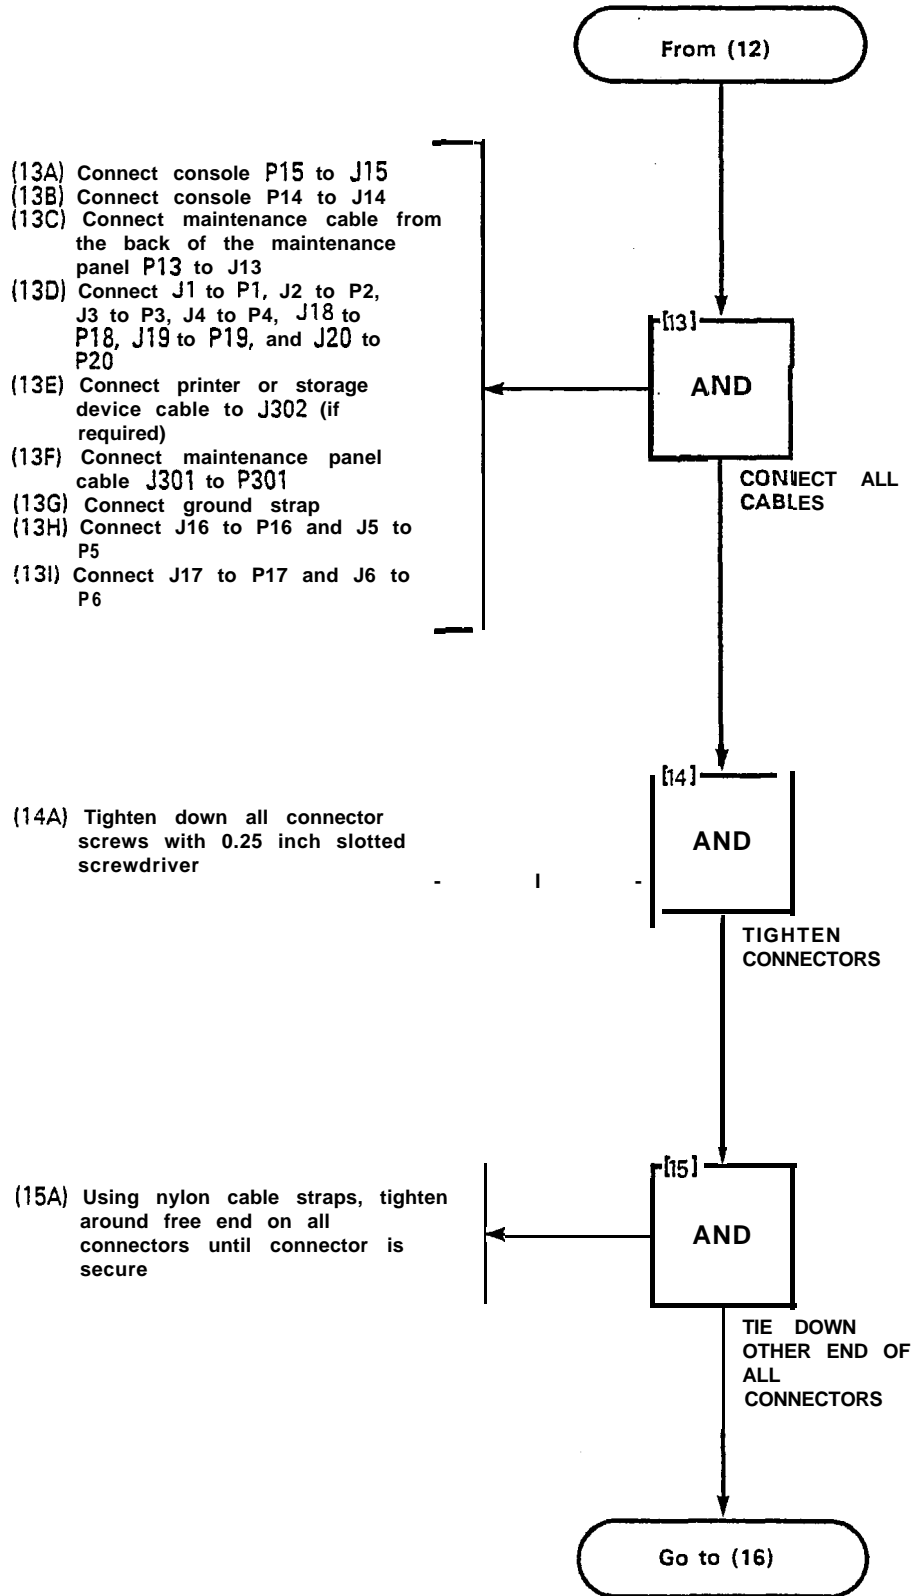 From (12)
(13A) Connect console P15 to J15
(13B) Connect console P14 to J14
(13C) Connect maintenance cable from
the back of the maintenance
panel P13 to J13
(13D) Connect J1 to P1, J2 to P2,
J3 to P3, J4 to P4, J18 to
P18, J19 to P19, and J20 to
P20
(13E) Connect printer or storage
device cable to J302 (if
required)
(13F) Connect maintenance panel
cable J301 to P301
(13G) Connect ground strap
(13H) Connect J16 to P16 and J5 to
P5
(13I) Connect J17 to P17 and J6 to
P6
[13]
AND
CONNECT ALL
CABLES
(14A) Tighten down all connector
screws with 0.25 inch slotted
screwdriver
[14]
AND
TIGHTEN
CONNECTORS
(15A) Using nylon cable straps, tighten
around free end on all
connectors until connector is
secure
[15]
AND
TIE DOWN
OTHER END OF
ALL
CONNECTORS
Go to (16)